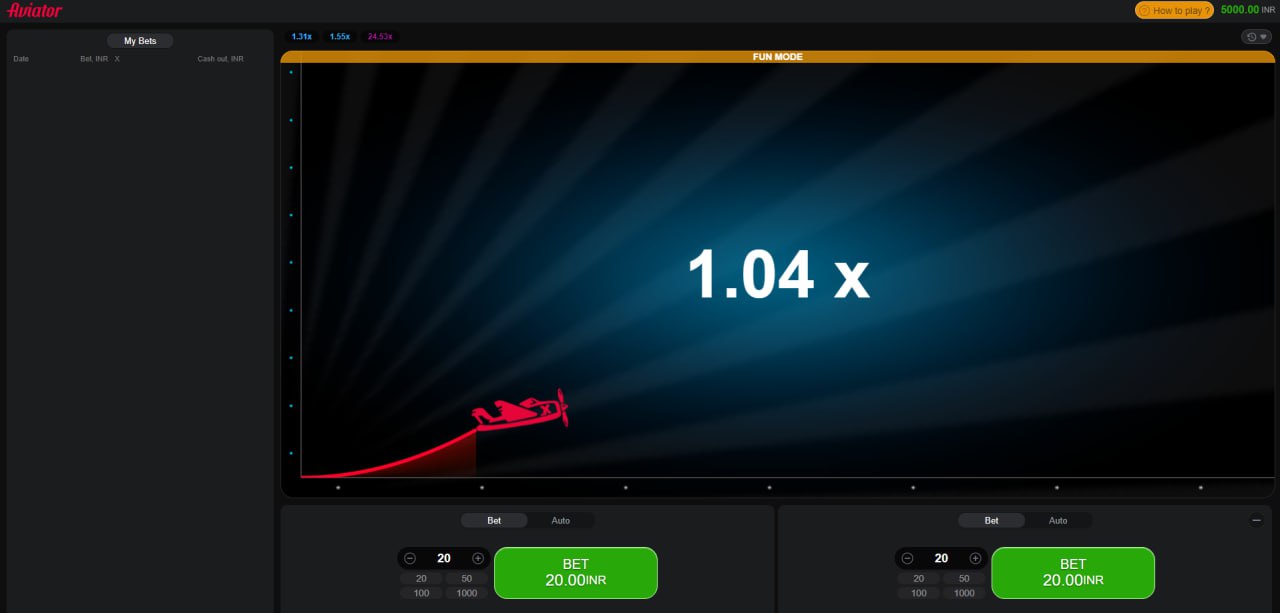 Aviator
How to play ?
5000.00 INR
My Bets
Date Bet, INR X Cash out, INR
1.31x 1.55x 24.53x
FUN MODE
1.04 x
Bet Auto
20
20 50
100 1000
BET
20.00INR
Bet Auto
20
20 50
100 1000
BET
20.00INR